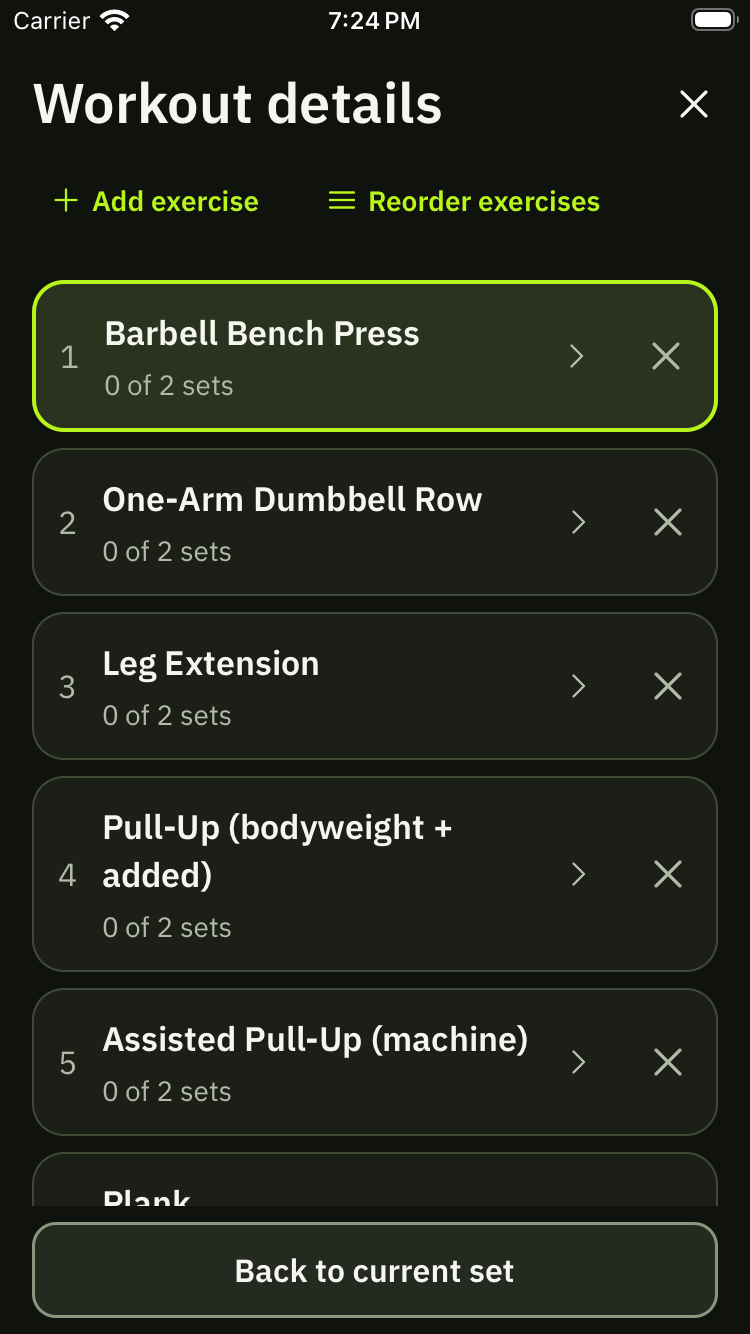 Carrier 7:24 PM
Workout details
Add exercise Reorder exercises
1 Barbell Bench Press
0 of 2 sets
2 One-Arm Dumbbell Row
0 of 2 sets
3 Leg Extension
0 of 2 sets
4 Pull-Up (bodyweight +
added)
0 of 2 sets
5 Assisted Pull-Up (machine)
0 of 2 sets
Plank
Back to current set